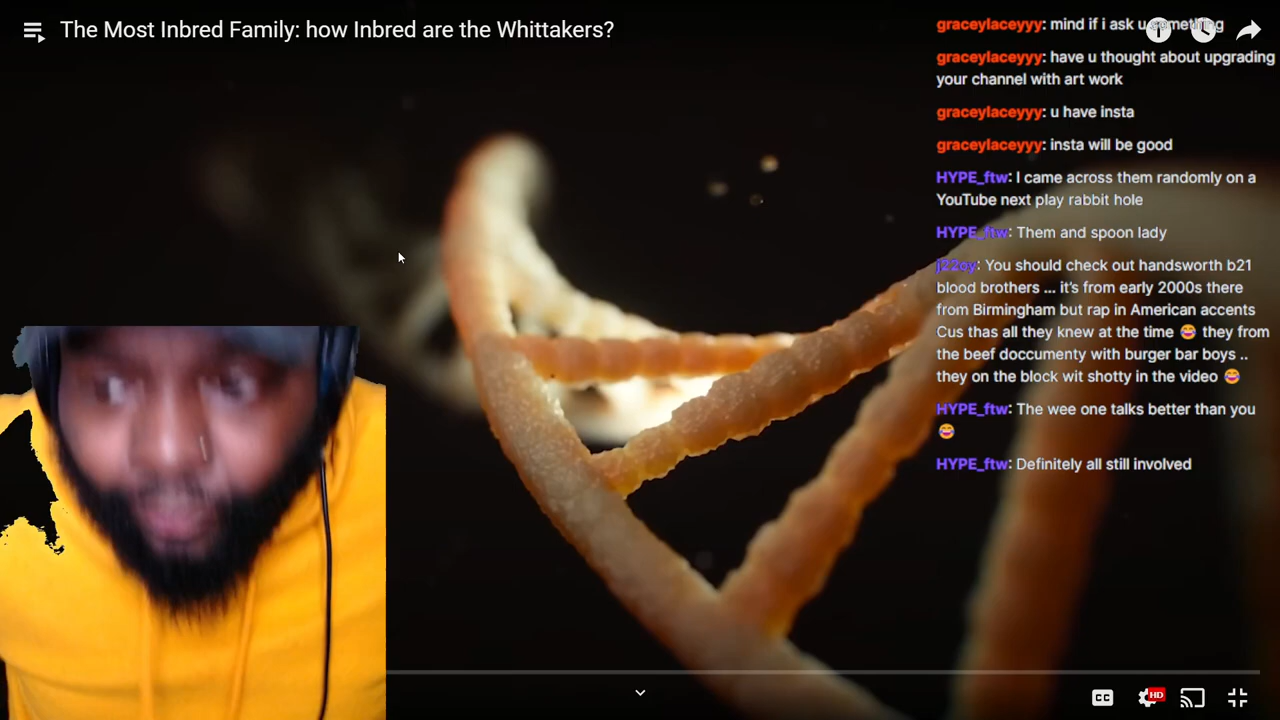 The Most Inbred Family: how Inbred are the Whittakers?
graceylaceyyy: mind if i ask u something
graceylaceyyy: have u thought about upgrading
your channel with art work
graceylaceyyy: u have insta
graceylaceyyy: insta will be good
HYPE_ftw: I came across them randomly on a
YouTube next play rabbit hole
HYPE_ftw: Them and spoon lady
j22oy: You should check out handsworth b21
blood brothers ... it's from early 2000s there
from Birmingham but rap in American accents
Cus thas all they knew at the time 😂 they from
the beef doccumenty with burger bar boys ..
they on the block wit shotty in the video 😂
HYPE_ftw: The wee one talks better than you
😂
HYPE_ftw: Definitely all still involved
CC
HD